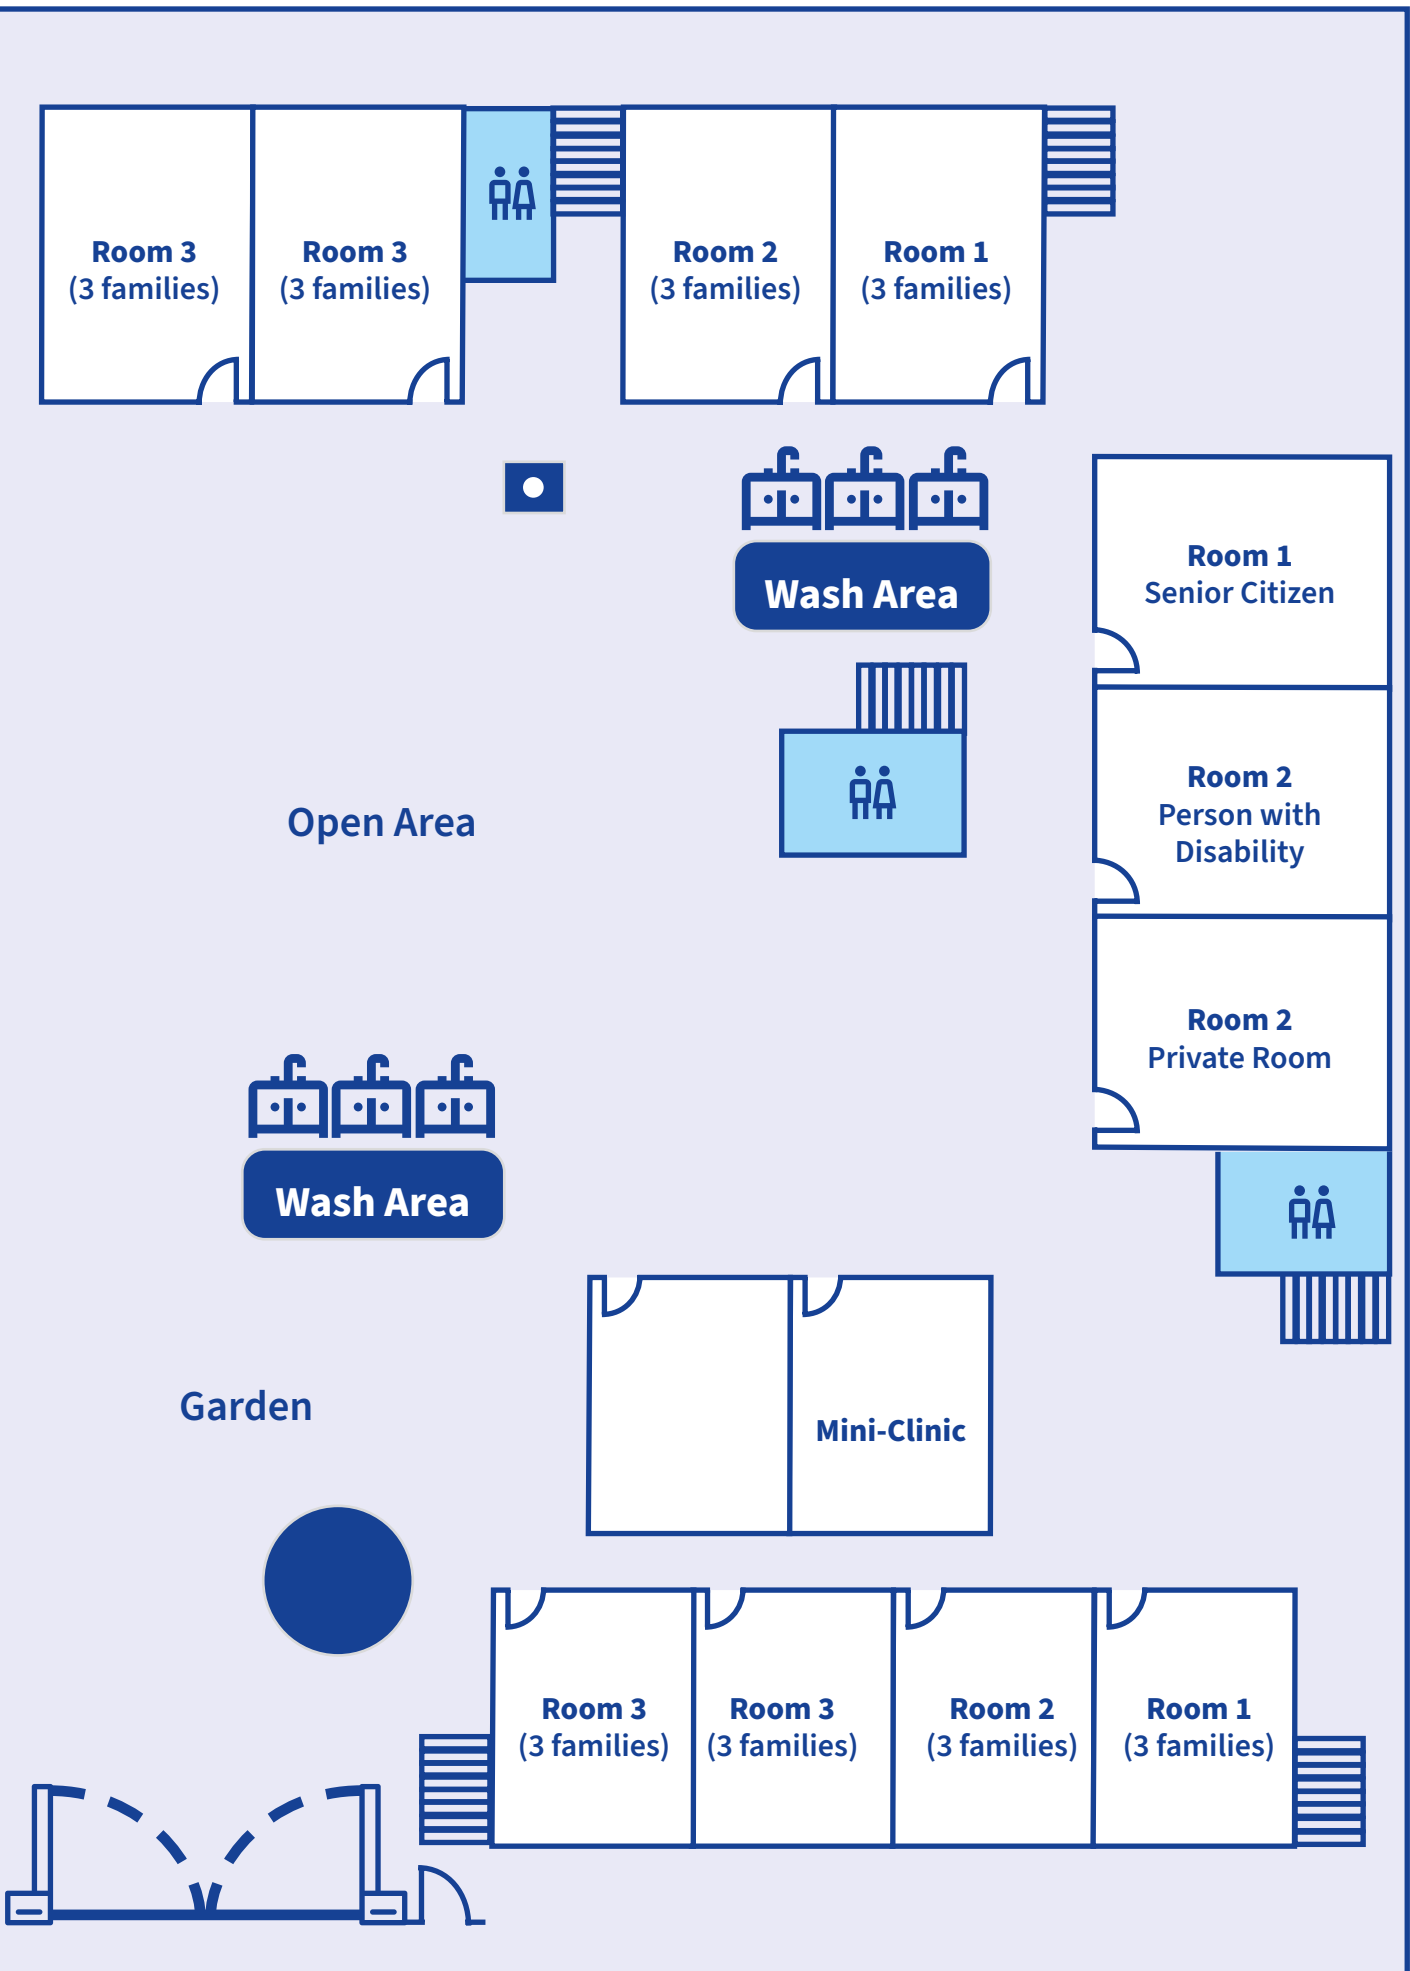 Room 3
(3 families)
Room 3
(3 families)
Room 2
(3 families)
Room 1
(3 families)
Wash Area
Room 1
Senior Citizen
Room 2
Person with
Disability
Open Area
Room 2
Private Room
Wash Area
Garden
Mini-Clinic
Room 3
(3 families)
Room 3
(3 families)
Room 2
(3 families)
Room 1
(3 families)